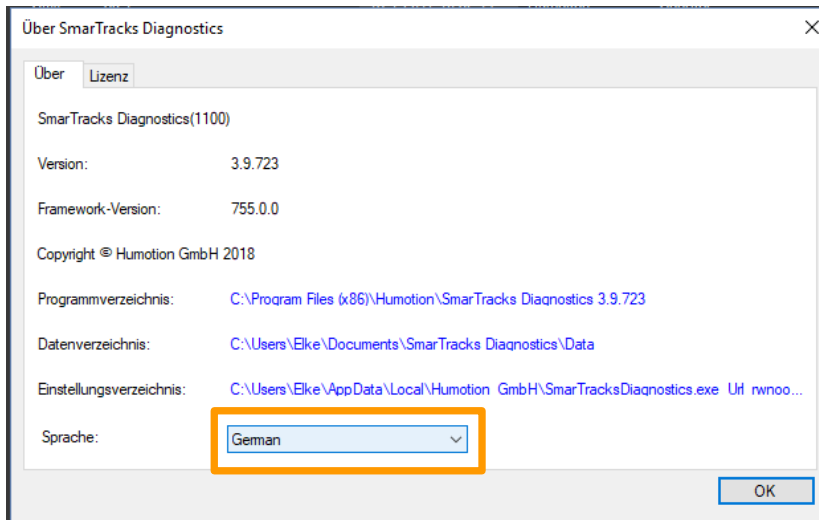 Über SmarTracks Diagnostics
Über Lizenz
SmarTracks Diagnostics(1100)
Version: 3.9.723
Framework-Version: 755.0.0
Copyright © Humotion GmbH 2018
Programmverzeichnis: C:\Program Files (x86)\Humotion\SmarTracks Diagnostics 3.9.723
Datenverzeichnis: C:\Users\Elke\Documents\SmarTracks Diagnostics\Data
Einstellungsverzeichnis: C:\Users\Elke\AppData\Local\Humotion_GmbH\SmarTracksDiagnostics.exe_Url_rwnoo...
Sprache: German
OK